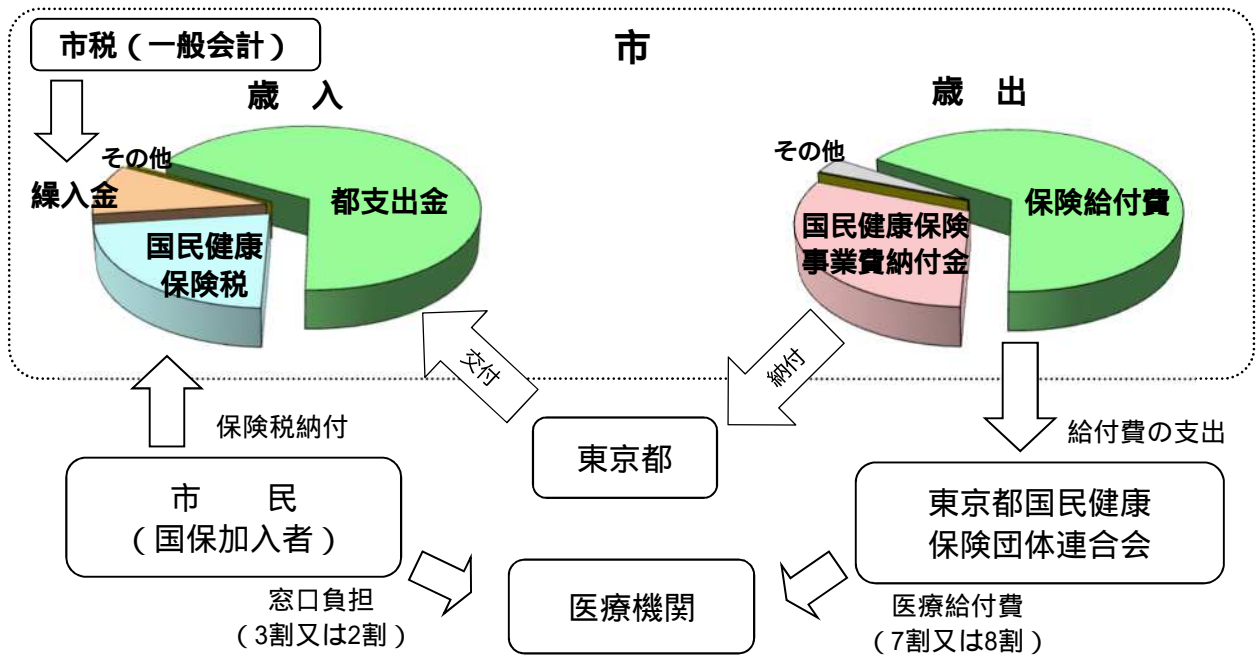 市税(一般会計)
市
歳 入
歳 出
その他
繰入金
都支出金
国民健康
保険税
その他
保険給付費
国民健康保険
事業費納付金
交付
納付
保険税納付
給付費の支出
東京都
市 民
(国保加入者)
東京都国民健康
保険団体連合会
医療機関
窓口負担
(3割又は2割)
医療給付費
(7割又は8割)